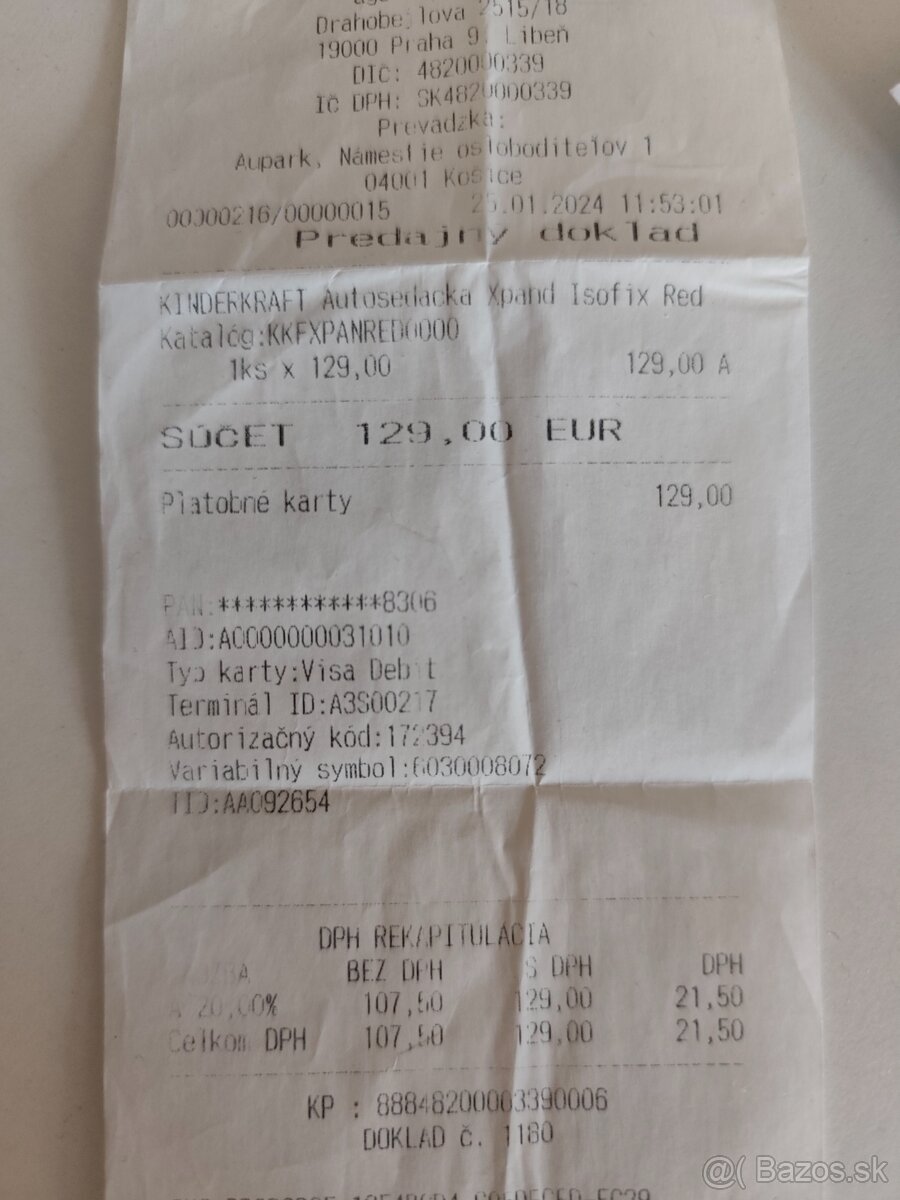 Drahobejlova 2515/18
19000 Praha 9, Libeň
DIČ: 4820000339
IČ DPH: SK4820000339
Prevádzka:
Aupark, Námestie osloboditeľov 1
04001 Košice
00000216/00000015 25.01.2024 11:53:01
Predajný doklad
KINDERKRAFT Autosedacka Xpand Isofix Red
Katalóg:KKFXPANRED0000
1ks x 129,00 129,00 A
SÚČET 129,00 EUR
Platobné karty 129,00
PAN:************8306
AID:A0000000031010
Typ karty:Visa Debit
Terminál ID:A3S00217
Autorizačný kód:172394
Variabilný symbol:6030008072
TID:AA092654
DPH REKAPITULÁCIA
BEZ DPH S DPH DPH
A 20,00% 107,50 129,00 21,50
Celkom DPH 107,50 129,00 21,50
KP : 88848200003390006
DOKLAD č. 1180
@( Bazos.sk